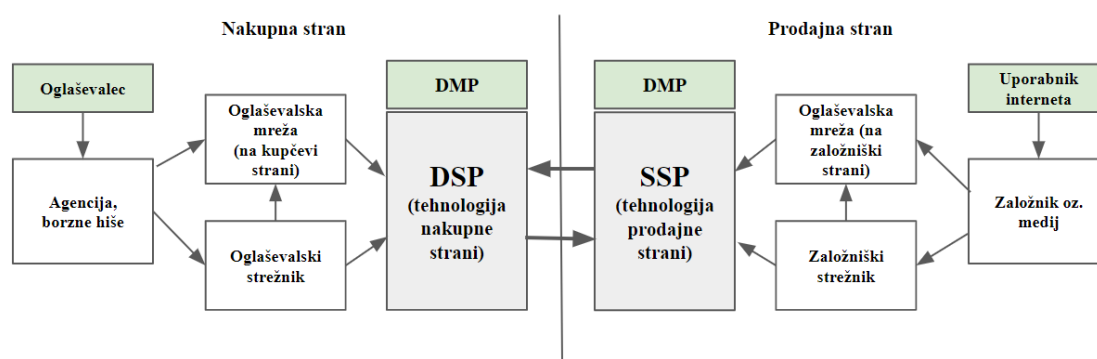 Nakupna stran
Prodajna stran
Oglaševalec
Agencija,
borzne hiše
Oglaševalska
mreža
(na kupčevi
strani)
Oglaševalski
strežnik
DMP
DSP
(tehnologija
nakupne
strani)
DMP
SSP
(tehnologija
prodajne
strani)
Oglaševalska
mreža (na
založniški
strani)
Založniški
strežnik
Uporabnik
interneta
Založnik oz.
medij